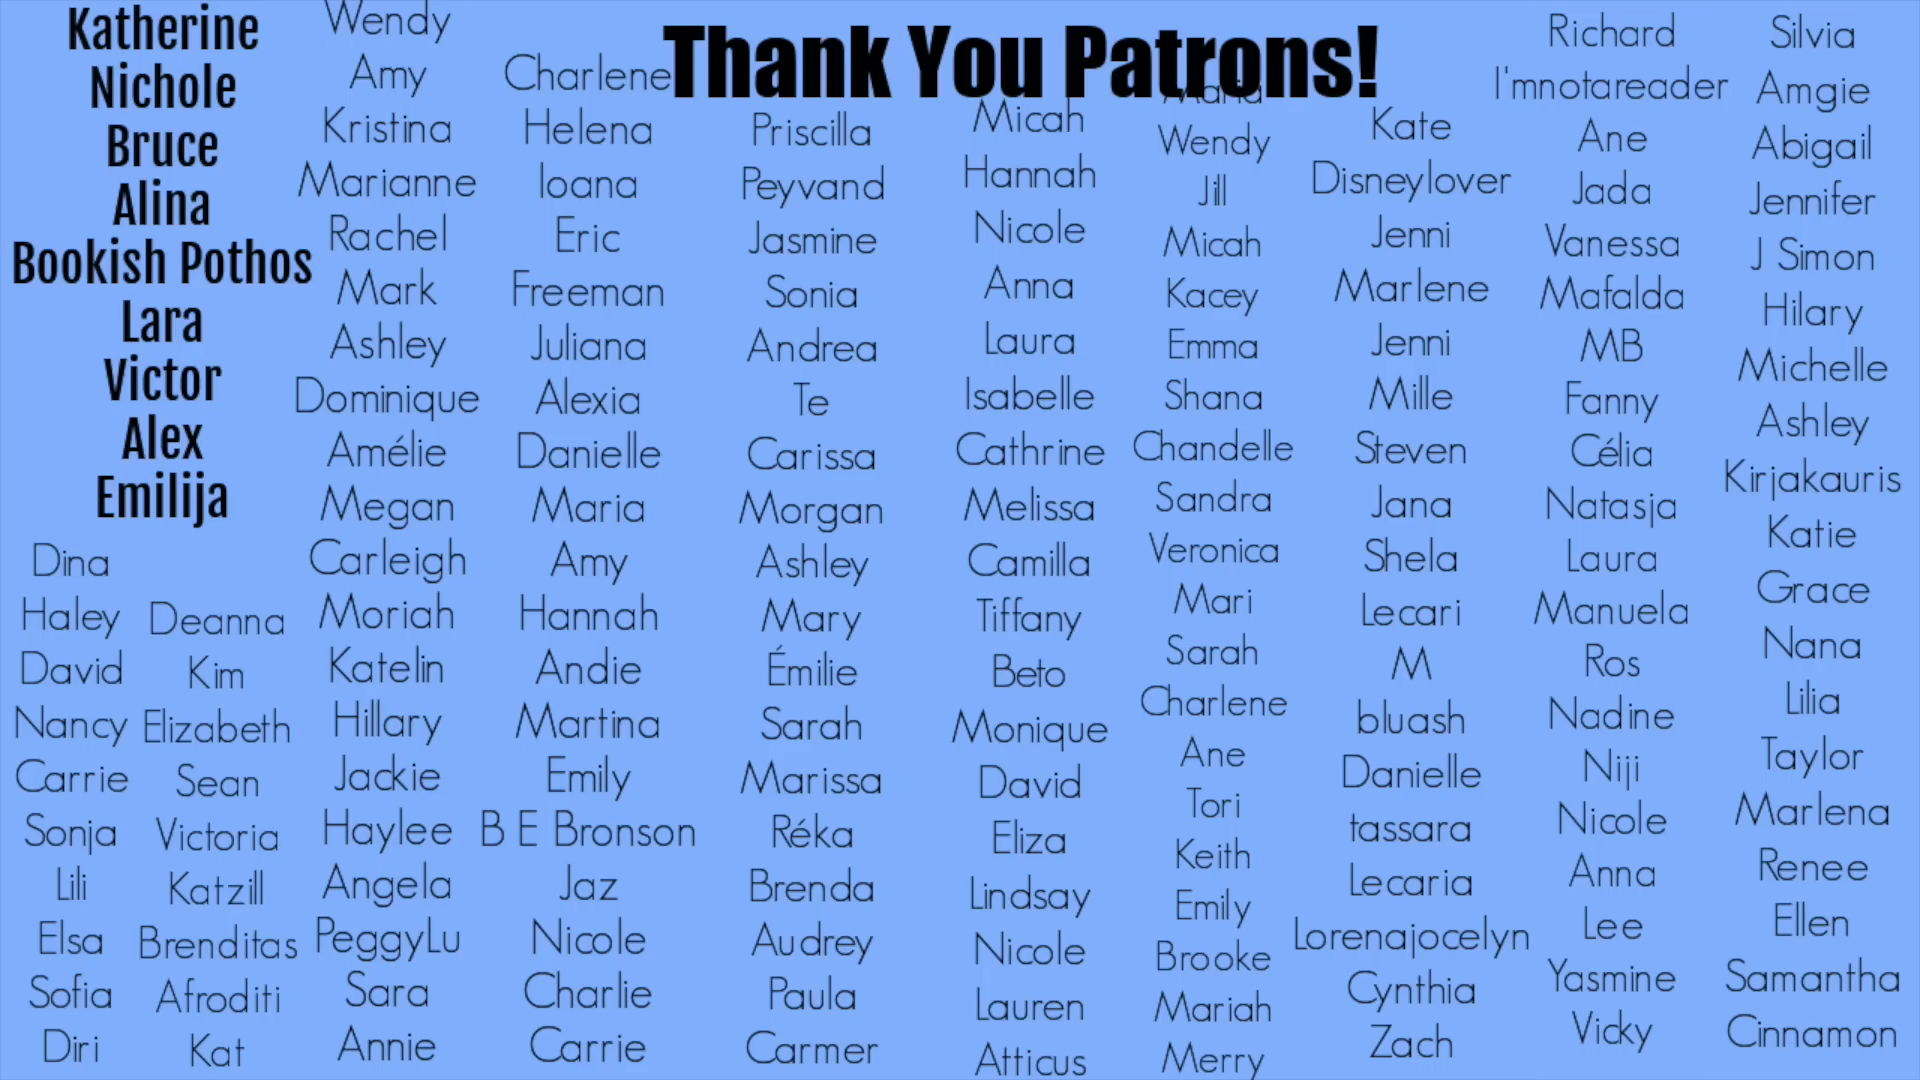 Thank You Patrons!
Katherine
Nichole
Bruce
Alina
Bookish Pothos
Lara
Victor
Alex
Emilija
Dina
Haley
David
Nancy
Carrie
Sonja
Lili
Elsa
Sofia
Diri
Deanna
Kim
Elizabeth
Sean
Victoria
Katzill
Brenditas
Afroditi
Kat
Wendy
Amy
Kristina
Marianne
Rachel
Mark
Ashley
Dominique
Amélie
Megan
Carleigh
Moriah
Katelin
Hillary
Jackie
Haylee
Angela
PeggyLu
Sara
Annie
Charlene
Helena
Ioana
Eric
Freeman
Juliana
Alexia
Danielle
Maria
Amy
Hannah
Andie
Martina
Emily
B E Bronson
Jaz
Nicole
Charlie
Carrie
Priscilla
Peyvand
Jasmine
Sonia
Andrea
Te
Carissa
Morgan
Ashley
Mary
Émilie
Sarah
Marissa
Réka
Brenda
Audrey
Paula
Carmer
Micah
Hannah
Nicole
Anna
Laura
Isabelle
Cathrine
Melissa
Camilla
Tiffany
Beto
Monique
David
Eliza
Lindsay
Nicole
Lauren
Atticus
Maria
Wendy
Jill
Micah
Kacey
Emma
Shana
Chandelle
Sandra
Veronica
Mari
Sarah
Charlene
Ane
Tori
Keith
Emily
Brooke
Mariah
Merry
Kate
Disneylover
Jenni
Marlene
Jenni
Mille
Steven
Jana
Shela
Lecari
M
bluash
Danielle
tassara
Lecaria
Lorenajocelyn
Cynthia
Zach
Richard
I'mnotareader
Ane
Jada
Vanessa
Mafalda
MB
Fanny
Célia
Natasja
Laura
Manuela
Ros
Nadine
Niji
Nicole
Anna
Lee
Yasmine
Vicky
Silvia
Amgie
Abigail
Jennifer
J Simon
Hilary
Michelle
Ashley
Kirjakauris
Katie
Grace
Nana
Lilia
Taylor
Marlena
Renee
Ellen
Samantha
Cinnamon